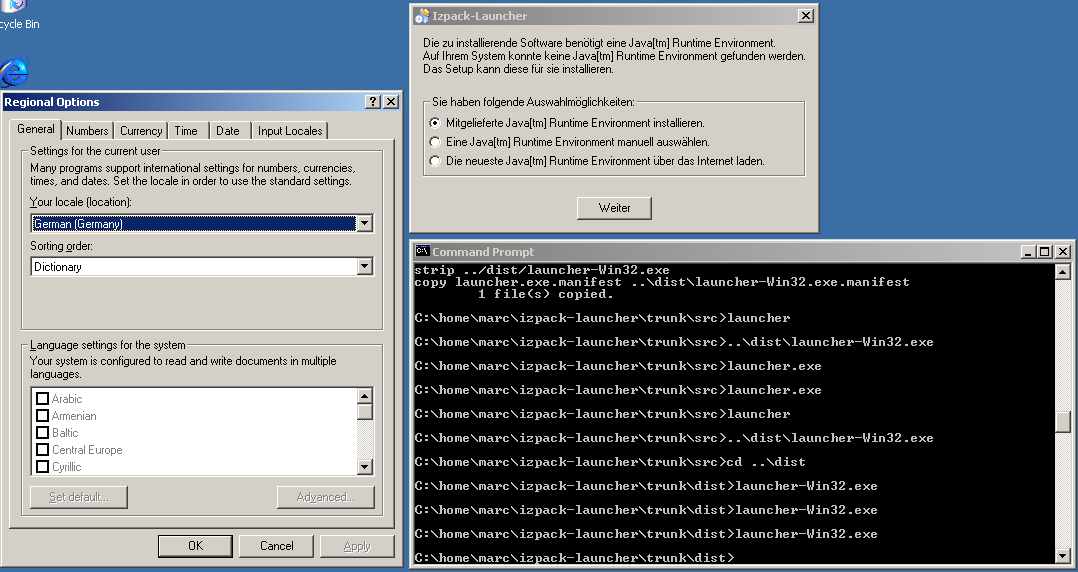 cycle Bin
Regional Options
General
Numbers
Currency
Time
Date
Input Locales
Settings for the current user
Many programs support international settings for numbers, currencies,
times, and dates. Set the locale in order to use the standard settings.
Your locale (location):
German (Germany)
Sorting order:
Dictionary
Language settings for the system
Your system is configured to read and write documents in multiple
languages.
Arabic
Armenian
Baltic
Central Europe
Cyrillic
Set default...
Advanced...
OK
Cancel
Apply
Izpack-Launcher
Die zu installierende Software benötigt eine Java[tm] Runtime Environment.
Auf Ihrem System konnte keine Java[tm] Runtime Environment gefunden werden.
Das Setup kann diese für sie installieren.
Sie haben folgende Auswahlmöglichkeiten:
Mitgelieferte Java[tm] Runtime Environment installieren.
Eine Java[tm] Runtime Environment manuell auswählen.
Die neueste Java[tm] Runtime Environment über das Internet laden.
Weiter
C:\
Command Prompt
strip ../dist/launcher-Win32.exe
copy launcher.exe.manifest ..\dist\launcher-Win32.exe.manifest
1 file(s) copied.
C:\home\marc\izpack-launcher\trunk\src>launcher
C:\home\marc\izpack-launcher\trunk\src>..\dist\launcher-Win32.exe
C:\home\marc\izpack-launcher\trunk\src>launcher.exe
C:\home\marc\izpack-launcher\trunk\src>launcher.exe
C:\home\marc\izpack-launcher\trunk\src>launcher
C:\home\marc\izpack-launcher\trunk\src>..\dist\launcher-Win32.exe
C:\home\marc\izpack-launcher\trunk\src>cd ..\dist
C:\home\marc\izpack-launcher\trunk\dist>launcher-Win32.exe
C:\home\marc\izpack-launcher\trunk\dist>launcher-Win32.exe
C:\home\marc\izpack-launcher\trunk\dist>launcher-Win32.exe
C:\home\marc\izpack-launcher\trunk\dist>